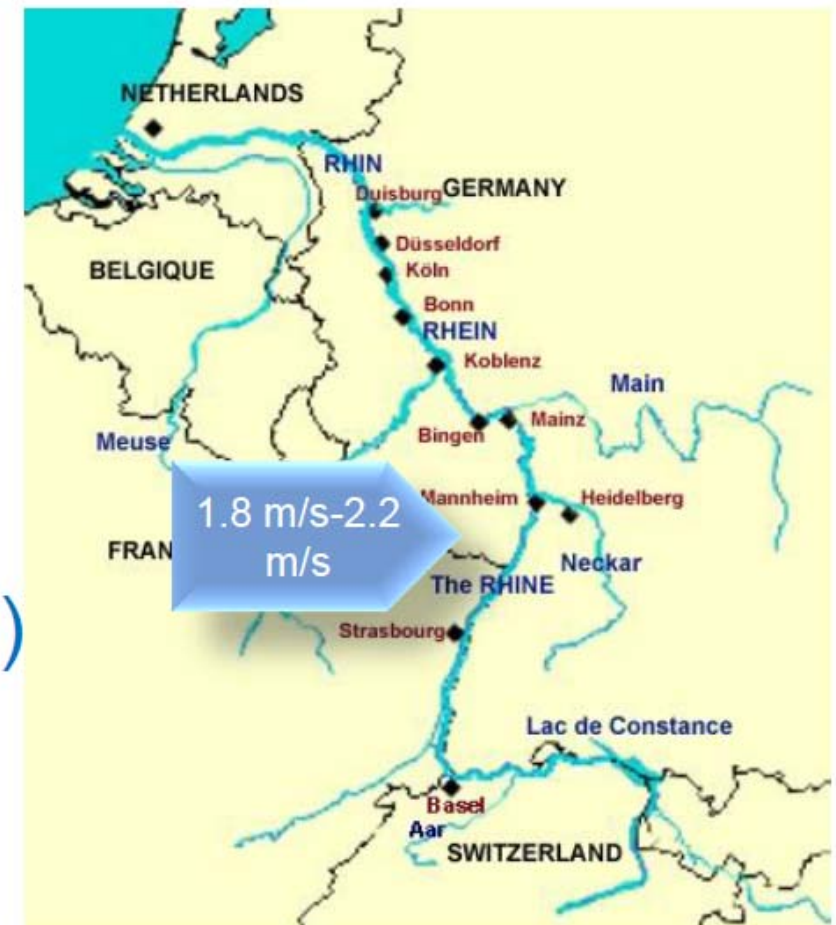 NETHERLANDS
RHIN
Duisburg
GERMANY
Düsseldorf
BELGIQUE
Köln
Bonn
RHEIN
Koblenz
Main
Bingen
Mainz
Meuse
Mannheim
Heidelberg
1.8 m/s-2.2
m/s
FRAN
Neckar
The RHINE
)
Strasbourg
Lac de Constance
Basel
Aar
SWITZERLAND